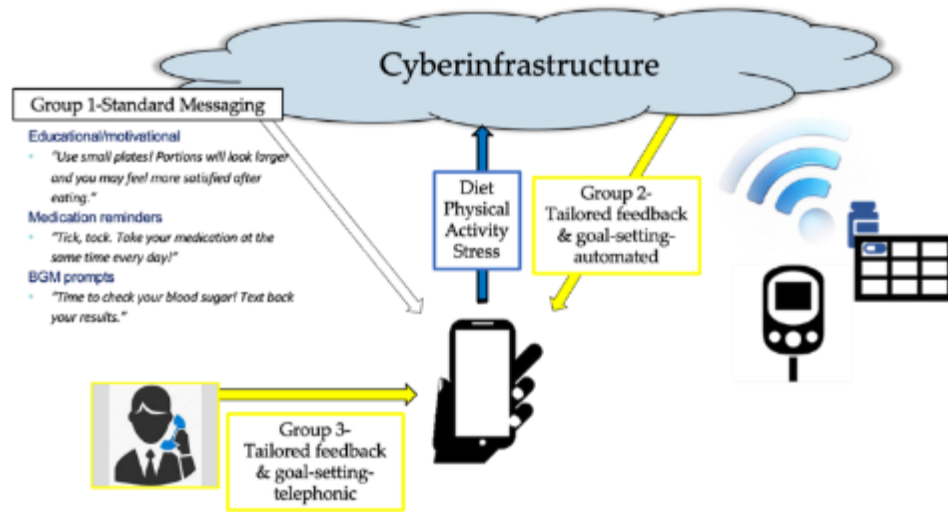 Cyberinfrastructure
Group 1-Standard Messaging
Educational/motivational
"Use small plates! Portions will look larger
and you may feel more satisfied after
eating."
Medication reminders
"Tick, tock. Take your medication at the
same time every day!"
BGM prompts
"Time to check your blood sugar! Text back
your results."
Diet
Physical
Activity
Stress
Group 2-
Tailored feedback
& goal-setting-
automated
Group 3-
Tailored feedback
& goal-setting-
telephonic